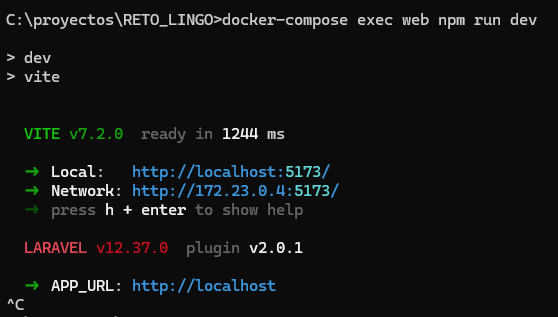 C:\proyectos\RETO_LINGO>docker-compose exec web npm run dev
> dev
> vite
VITE v7.2.0 ready in 1244 ms
➜ Local: http://localhost:5173/
➜ Network: http://172.23.0.4:5173/
➜ press h + enter to show help
LARAVEL v12.37.0 plugin v2.0.1
➜ APP_URL: http://localhost
^C